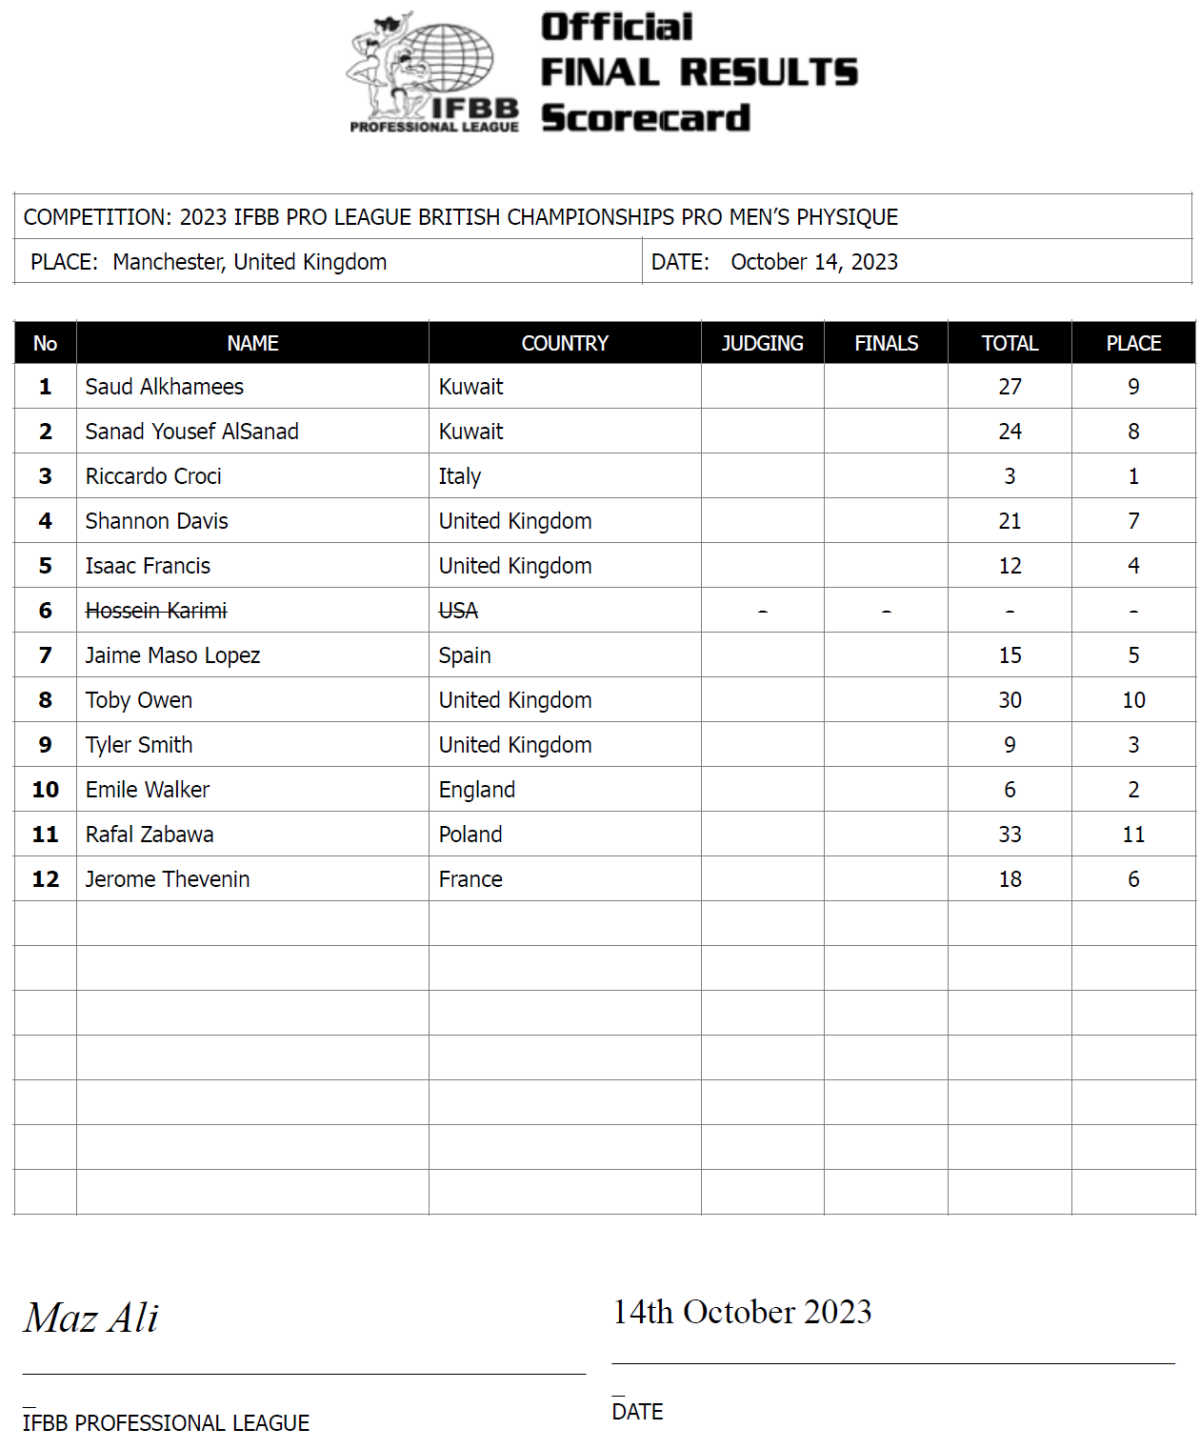 Official
FINAL RESULTS
Scorecard
IFBB
PROFESSIONAL LEAGUE
COMPETITION: 2023 IFBB PRO LEAGUE BRITISH CHAMPIONSHIPS PRO MEN’S PHYSIQUE
PLACE: Manchester, United Kingdom DATE: October 14, 2023
No NAME COUNTRY JUDGING FINALS TOTAL PLACE
1 Saud Alkhamees Kuwait 27 9
2 Sanad Yousef AlSanad Kuwait 24 8
3 Riccardo Croci Italy 3 1
4 Shannon Davis United Kingdom 21 7
5 Isaac Francis United Kingdom 12 4
6 Hossein Karimi USA - - - -
7 Jaime Maso Lopez Spain 15 5
8 Toby Owen United Kingdom 30 10
9 Tyler Smith United Kingdom 9 3
10 Emile Walker England 6 2
11 Rafal Zabawa Poland 33 11
12 Jerome Thevenin France 18 6
Maz Ali 14th October 2023
IFBB PROFESSIONAL LEAGUE DATE